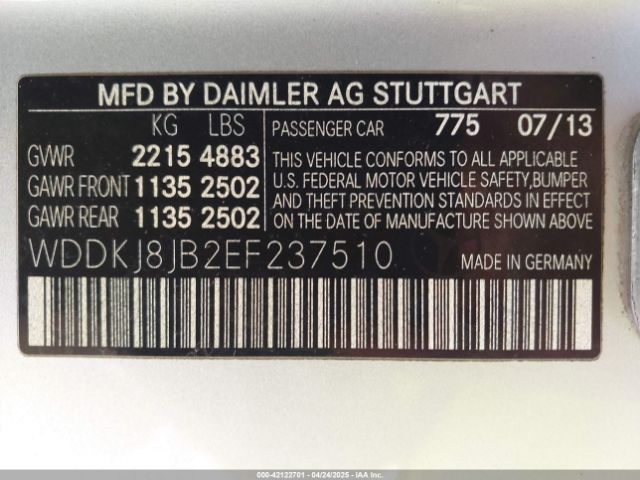 MFD BY DAIMLER AG STUTTGART
KG LBS
GVWR 2215 4883
GAWR FRONT 1135 2502
GAWR REAR 1135 2502
PASSENGER CAR 775 07/13
THIS VEHICLE CONFORMS TO ALL APPLICABLE
U.S. FEDERAL MOTOR VEHICLE SAFETY,BUMPER
AND THEFT PREVENTION STANDARDS IN EFFECT
ON THE DATE OF MANUFACTURE SHOWN ABOVE
WDDKJ8JB2EF237510 MADE IN GERMANY
000-42122701 - 04/24/2025 - IAAI.com